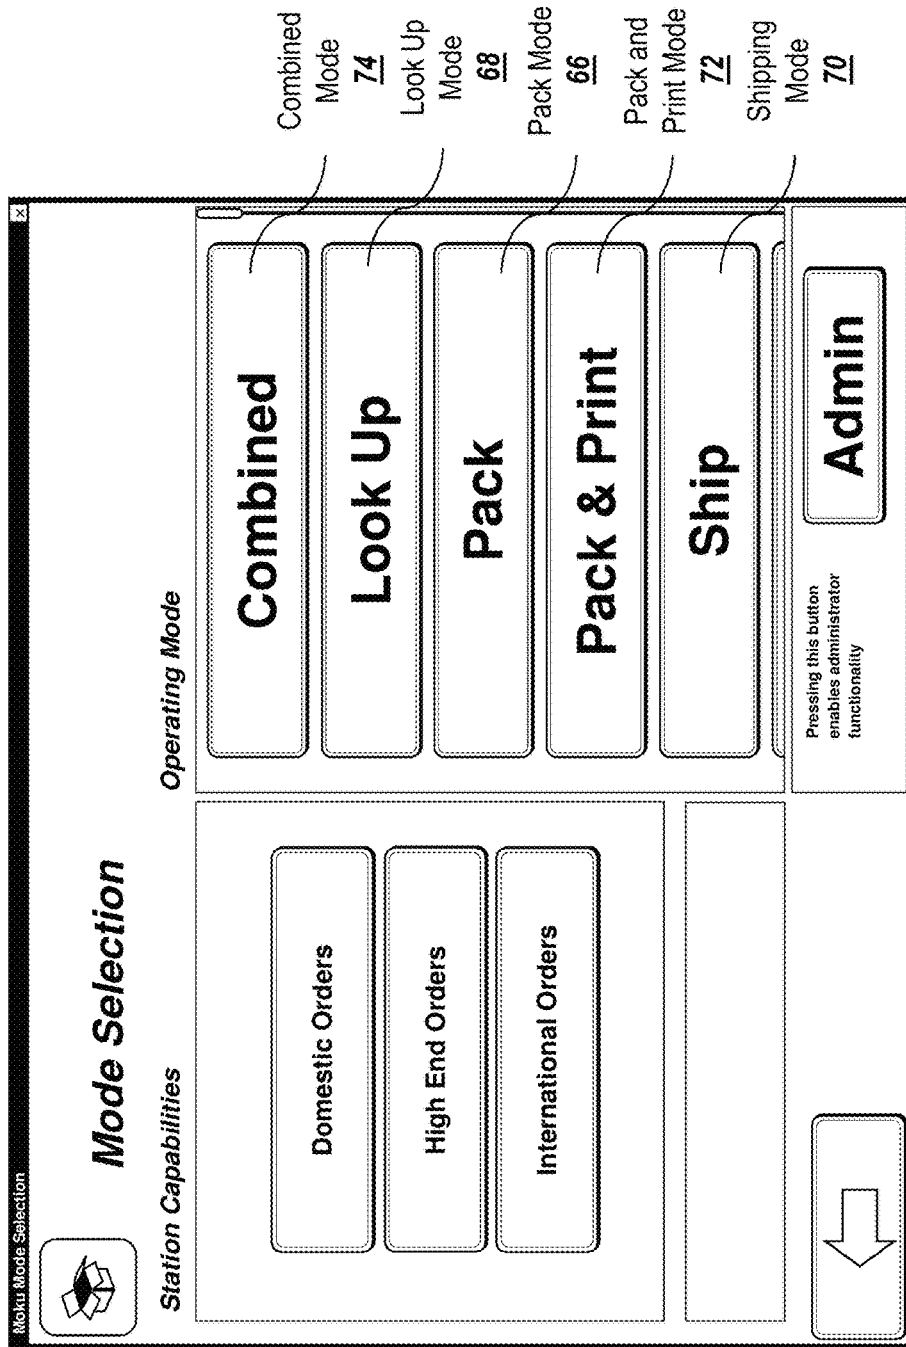 Moku Mode Selection
x
Mode Selection
Station Capabilities
Domestic Orders
High End Orders
International Orders
Operating Mode
Combined
Look Up
Pack
Pack & Print
Ship
Pressing this button
enables administrator
functionality
Admin
Combined
Mode
74
Look Up
Mode
68
Pack Mode
66
Pack and
Print Mode
72
Shipping
Mode
70